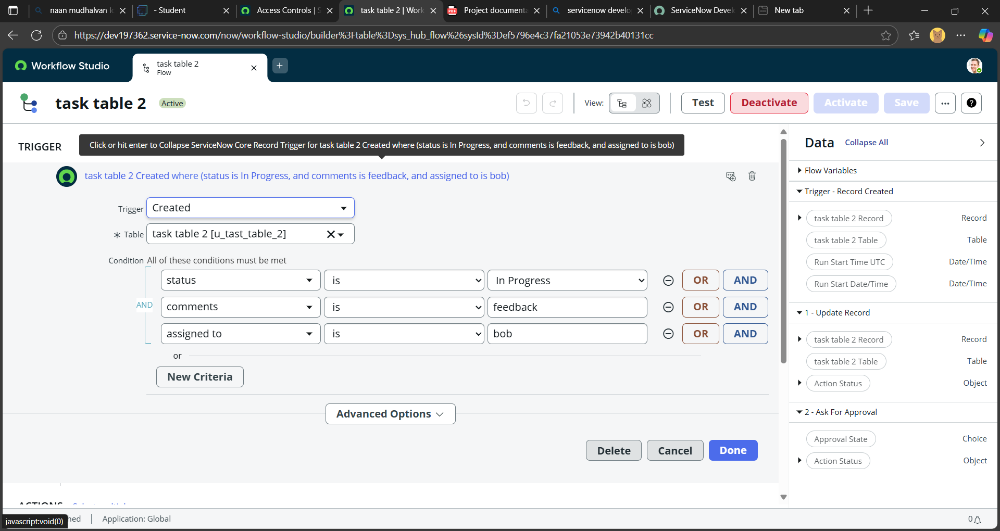 naan mudhalvan lo
- Student
Access Controls | S
task table 2 | Work
Project documenta
servicenow develo
ServiceNow Devel
New tab
https://dev197362.service-now.com/now/workflow-studio/builder%3Ftable%3Dsys_hub_flow%26sysId%3Def5796e4c37fa21053e73942b40131cc
Workflow Studio
task table 2
Flow
task table 2
Active
View:
Test
Deactivate
Activate
Save
TRIGGER
Click or hit enter to Collapse ServiceNow Core Record Trigger for task table 2 Created where (status is In Progress, and comments is feedback, and assigned to is bob)
task table 2 Created where (status is In Progress, and comments is feedback, and assigned to is bob)
Trigger
Created
* Table
task table 2 [u_tast_table_2]
Condition
All of these conditions must be met
status is In Progress OR AND
AND
comments is feedback OR AND
assigned to is bob OR AND
or
New Criteria
Advanced Options
Delete
Cancel
Done
Data
Collapse All
Flow Variables
Trigger - Record Created
task table 2 Record Record
task table 2 Table Table
Run Start Time UTC Date/Time
Run Start Date/Time Date/Time
1 - Update Record
task table 2 Record Record
task table 2 Table Table
Action Status Object
2 - Ask For Approval
Approval State Choice
Action Status Object
ACTIONS
javascript:void(0)
hed
Application: Global
0